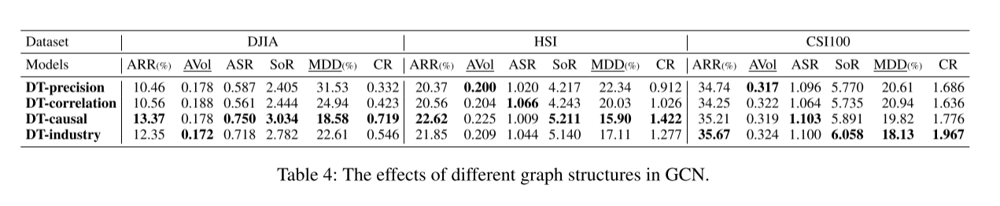 Dataset DJIA HSI CSI100
Models ARR(%) AVol ASR SoR MDD(%) CR ARR(%) AVol ASR SoR MDD(%) CR ARR(%) AVol ASR SoR MDD(%) CR
DT-precision 10.46 0.178 0.587 2.405 31.53 0.332 20.37 0.200 1.020 4.217 22.34 0.912 34.74 0.317 1.096 5.770 20.61 1.686
DT-correlation 10.56 0.188 0.561 2.444 24.94 0.423 20.56 0.204 1.066 4.243 20.03 1.026 34.25 0.322 1.064 5.735 20.94 1.636
DT-causal 13.37 0.178 0.750 3.034 18.58 0.719 22.62 0.225 1.009 5.211 15.90 1.422 35.21 0.319 1.103 5.891 19.82 1.776
DT-industry 12.35 0.172 0.718 2.782 22.61 0.546 21.85 0.209 1.044 5.140 17.11 1.277 35.67 0.324 1.100 6.058 18.13 1.967
Table 4: The effects of different graph structures in GCN.